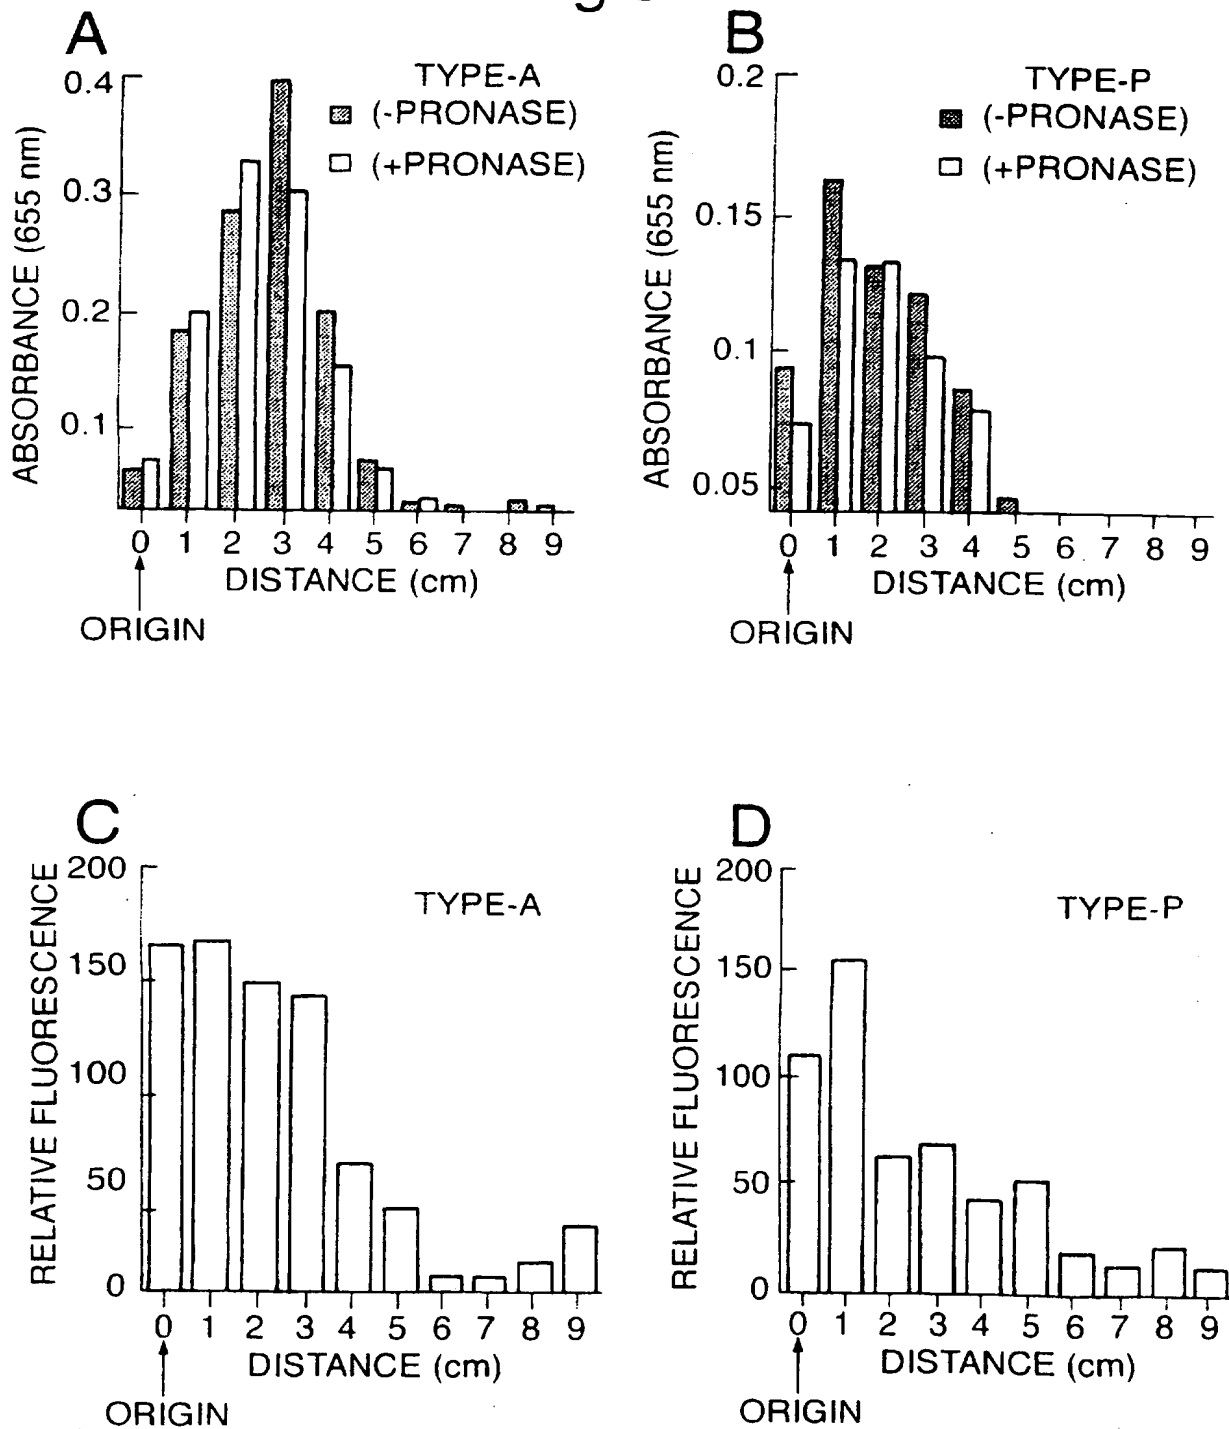 A
TYPE-A
(-PRONASE)
(+PRONASE)
ABSORBANCE (655 nm)
0.4
0.3
0.2
0.1
0 1 2 3 4 5 6 7 8 9
DISTANCE (cm)
ORIGIN
B
TYPE-P
(-PRONASE)
(+PRONASE)
ABSORBANCE (655 nm)
0.2
0.15
0.1
0.05
0 1 2 3 4 5 6 7 8 9
DISTANCE (cm)
ORIGIN
C
TYPE-A
RELATIVE FLUORESCENCE
200
150
100
50
0
0 1 2 3 4 5 6 7 8 9
DISTANCE (cm)
ORIGIN
D
TYPE-P
RELATIVE FLUORESCENCE
200
150
100
50
0
0 1 2 3 4 5 6 7 8 9
DISTANCE (cm)
ORIGIN